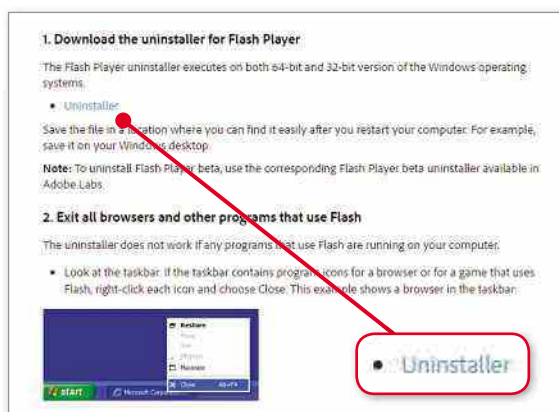 1. Download the uninstaller for Flash Player
The Flash Player uninstaller executes on both 64-bit and 32-bit version of the Windows operating
systems.
• Uninstaller
Save the file in a location where you can find it easily after you restart your computer. For example,
save it on your Windows desktop.
Note: To uninstall Flash Player beta, use the corresponding Flash Player beta uninstaller available in
Adobe Labs.
2. Exit all browsers and other programs that use Flash
The uninstaller does not work if any programs that use Flash are running on your computer.
• Look at the taskbar. If the taskbar contains program icons for a browser or for a game that uses
Flash, right-click each icon and choose Close. This example shows a browser in the taskbar:
Restore
Move
Size
Minimize
Maximize
Close Alt+F4
start
Microsoft
• Uninstaller